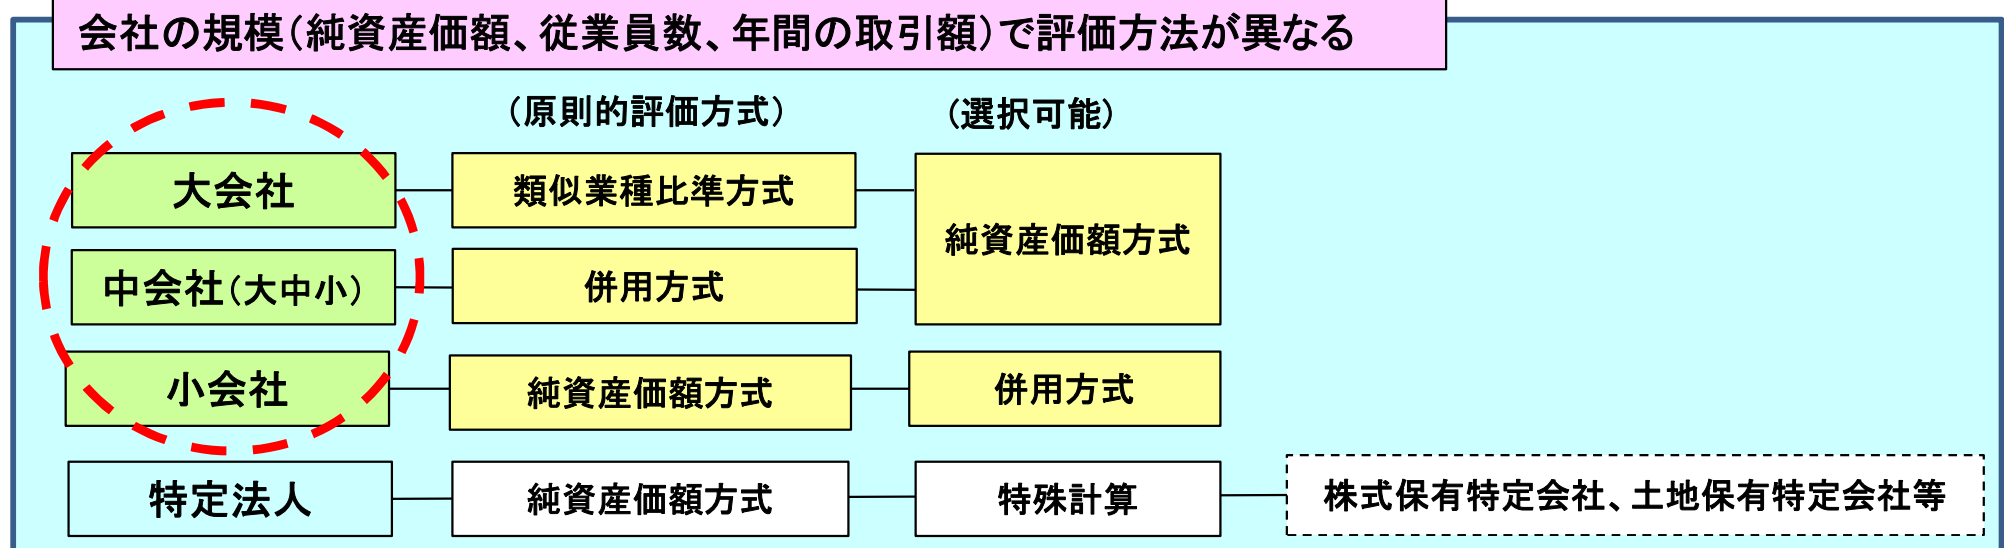 会社の規模（純資産価額、従業員数、年間の取引額）で評価方法が異なる
（原則的評価方式）
（選択可能）
大会社
類似業種比準方式
純資産価額方式
中会社（大中小）
併用方式
小会社
純資産価額方式
併用方式
特定法人
純資産価額方式
特殊計算
株式保有特定会社、土地保有特定会社等